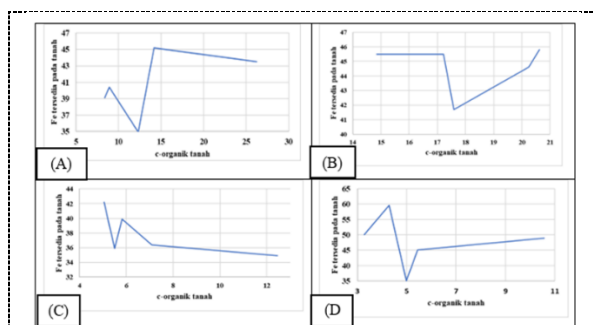 47
45
43
41
39
37
35
5 10 15 20 25 30
Fe tersedia pada tanah
c-organik tanah
(A)
46
45
44
43
42
41
40
14 15 16 17 18 19 20 21
Fe tersedia pada tanah
c-organik tanah
(B)
44
42
40
38
36
34
32
4 6 8 10 12
Fe tersedia pada tanah
c-organik tanah
(C)
65
60
55
50
45
40
35
3 5 7 9 11
Fe tersedia pada tanah
c-organik tanah
(D